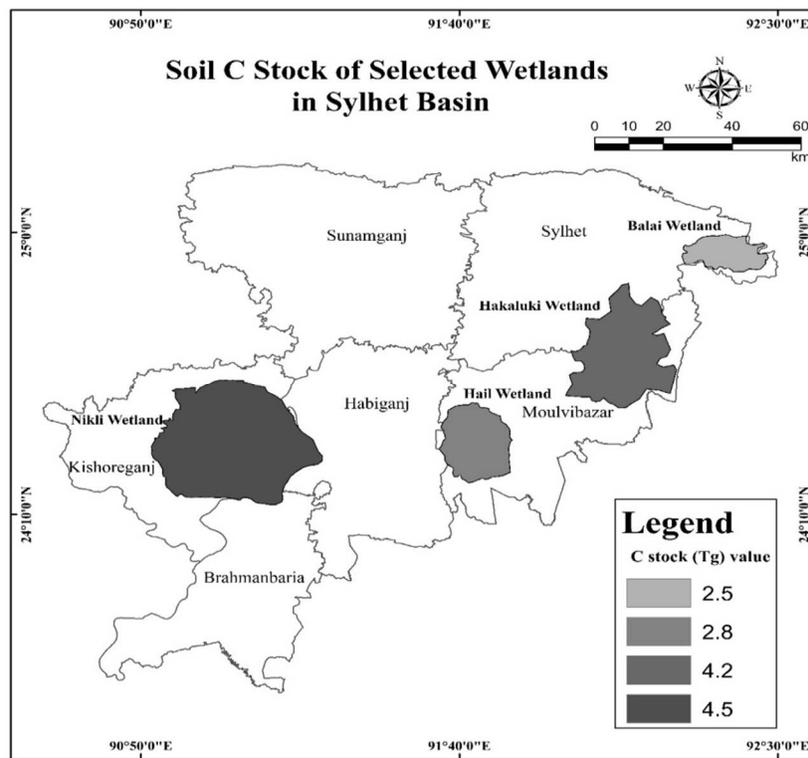 90°50'0"E
91°40'0"E
92°30'0"E
Soil C Stock of Selected Wetlands
in Sylhet Basin
N
W
E
S
0 10 20 40 60
km
25°0'0"N
25°0'0"N
Sunamganj
Sylhet
Balai Wetland
Hakaluki Wetland
Habiganj
Hail Wetland
Moulvibazar
Nikli Wetland
Kishoreganj
24°10'0"N
24°10'0"N
Brahmanbaria
Legend
C stock (Tg) value
2.5
2.8
4.2
4.5
90°50'0"E
91°40'0"E
92°30'0"E